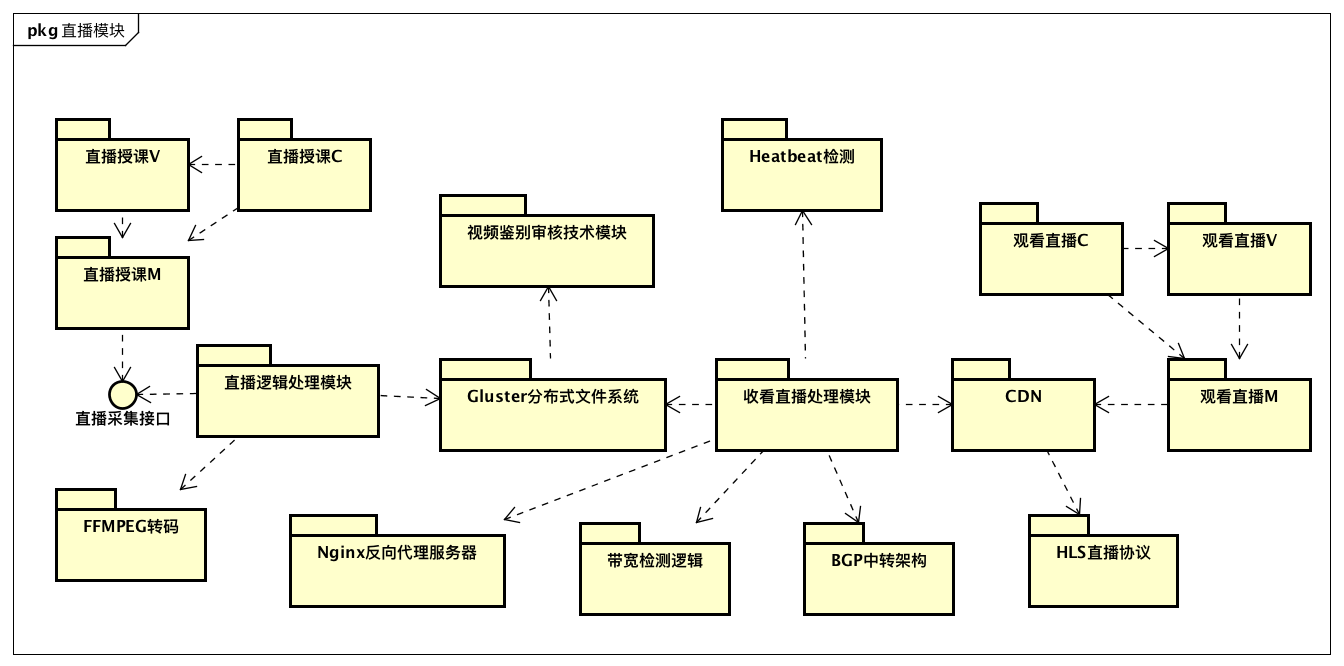 pkg 直播模块
直播授课V
直播授课C
Heatbeat检测
视频鉴别审核技术模块
观看直播C
观看直播V
直播授课M
直播逻辑处理模块
Gluster分布式文件系统
收看直播处理模块
CDN
观看直播M
直播采集接口
FFMPEG转码
Nginx反向代理服务器
带宽检测逻辑
BGP中转架构
HLS直播协议